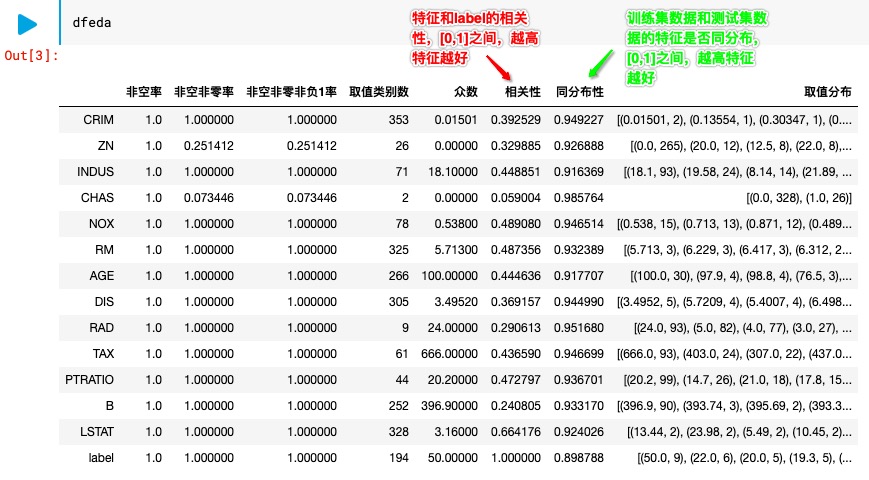 dfeda
特征和label的相关
性，[0,1]之间，越高
特征越好
训练集数据和测试集数
据的特征是否同分布，
[0,1]之间，越高特征
越好
Out[3]:
非空率 非空非零率 非空非零非负1率 取值类别数 众数 相关性 同分布性 取值分布
CRIM 1.0 1.000000 1.000000 353 0.01501 0.392529 0.949227 [(0.01501, 2), (0.13554, 1), (0.30347, 1), (0....
ZN 1.0 0.251412 0.251412 26 0.00000 0.329885 0.926888 [(0.0, 265), (20.0, 12), (12.5, 8), (22.0, 8),...
INDUS 1.0 1.000000 1.000000 71 18.10000 0.448851 0.916369 [(18.1, 93), (19.58, 24), (8.14, 14), (21.89, ...
CHAS 1.0 0.073446 0.073446 2 0.00000 0.059004 0.985764 [(0.0, 328), (1.0, 26)]
NOX 1.0 1.000000 1.000000 78 0.53800 0.489080 0.946514 [(0.538, 15), (0.713, 13), (0.871, 12), (0.489...
RM 1.0 1.000000 1.000000 325 5.71300 0.487356 0.932389 [(5.713, 3), (6.229, 3), (6.417, 3), (6.312, 2...
AGE 1.0 1.000000 1.000000 266 100.00000 0.444636 0.917707 [(100.0, 30), (97.9, 4), (98.8, 4), (76.5, 3),...
DIS 1.0 1.000000 1.000000 305 3.49520 0.369157 0.944990 [(3.4952, 5), (5.7209, 4), (5.4007, 4), (6.498...
RAD 1.0 1.000000 1.000000 9 24.00000 0.290613 0.951680 [(24.0, 93), (5.0, 82), (4.0, 77), (3.0, 27), ...
TAX 1.0 1.000000 1.000000 61 666.00000 0.436590 0.946699 [(666.0, 93), (403.0, 24), (307.0, 22), (437.0...
PTRATIO 1.0 1.000000 1.000000 44 20.20000 0.472797 0.936701 [(20.2, 99), (14.7, 26), (21.0, 18), (17.8, 15...
B 1.0 1.000000 1.000000 252 396.90000 0.240805 0.933170 [(396.9, 90), (393.74, 3), (395.69, 2), (393.3...
LSTAT 1.0 1.000000 1.000000 328 3.16000 0.664176 0.924026 [(13.44, 2), (23.98, 2), (5.49, 2), (10.45, 2)...
label 1.0 1.000000 1.000000 194 50.00000 1.000000 0.898788 [(50.0, 9), (22.0, 6), (20.0, 5), (19.3, 5), (...